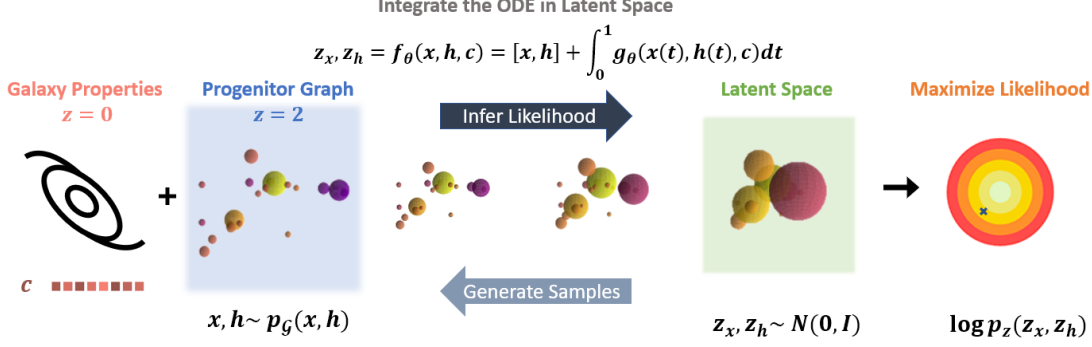 Integrate the ODE in Latent Space
z_x, z_h = f_θ(x, h, c) = [x, h] + ∫_0^1 g_θ(x(t), h(t), c)dt
Galaxy Properties
z = 0
Progenitor Graph
z = 2
Infer Likelihood
Latent Space
Maximize Likelihood
+
c
Generate Samples
x, h~ p_𝒢(x, h)
z_x, z_h~ N(0, I)
log p_z(z_x, z_h)